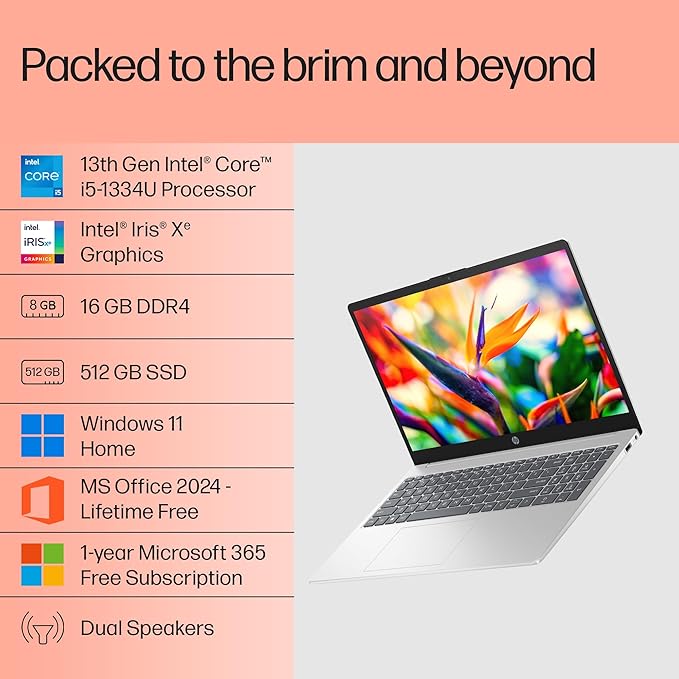 Packed to the brim and beyond
intel
CORE
i5
13th Gen Intel® Core™
i5-1334U Processor
intel.
iRISxe
GRAPHICS
Intel® Iris® Xe
Graphics
8 GB
16 GB DDR4
512 GB
512 GB SSD
Windows 11
Home
MS Office 2024 -
Lifetime Free
1-year Microsoft 365
Free Subscription
Dual Speakers
hp